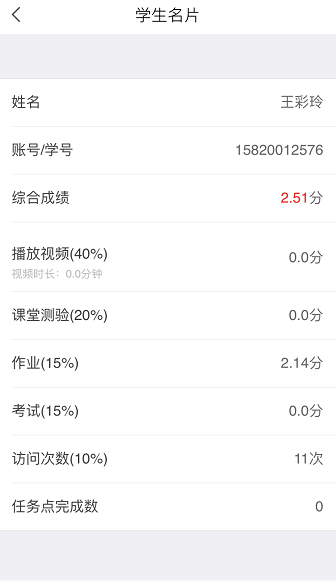 学生名片
姓名 王彩玲
账号/学号 15820012576
综合成绩 2.51分
播放视频(40%) 0.0分
视频时长：0.0分钟
课堂测验(20%) 0.0分
作业(15%) 2.14分
考试(15%) 0.0分
访问次数(10%) 11次
任务点完成数 0